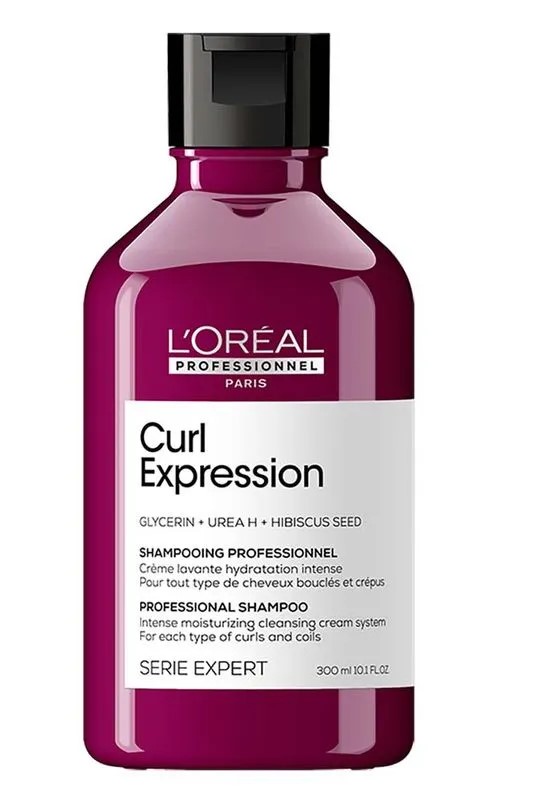 L'ORÉAL
PROFESSIONNEL
PARIS
Curl
Expression
GLYCERIN + UREA H + HIBISCUS SEED
SHAMPOOING PROFESSIONNEL
Crème lavante hydratation intense
Pour tout type de cheveux bouclés et crépus
PROFESSIONAL SHAMPOO
Intense moisturizing cleansing cream system
For each type of curls and coils
SERIE EXPERT
300 ml 10.1 FL.OZ